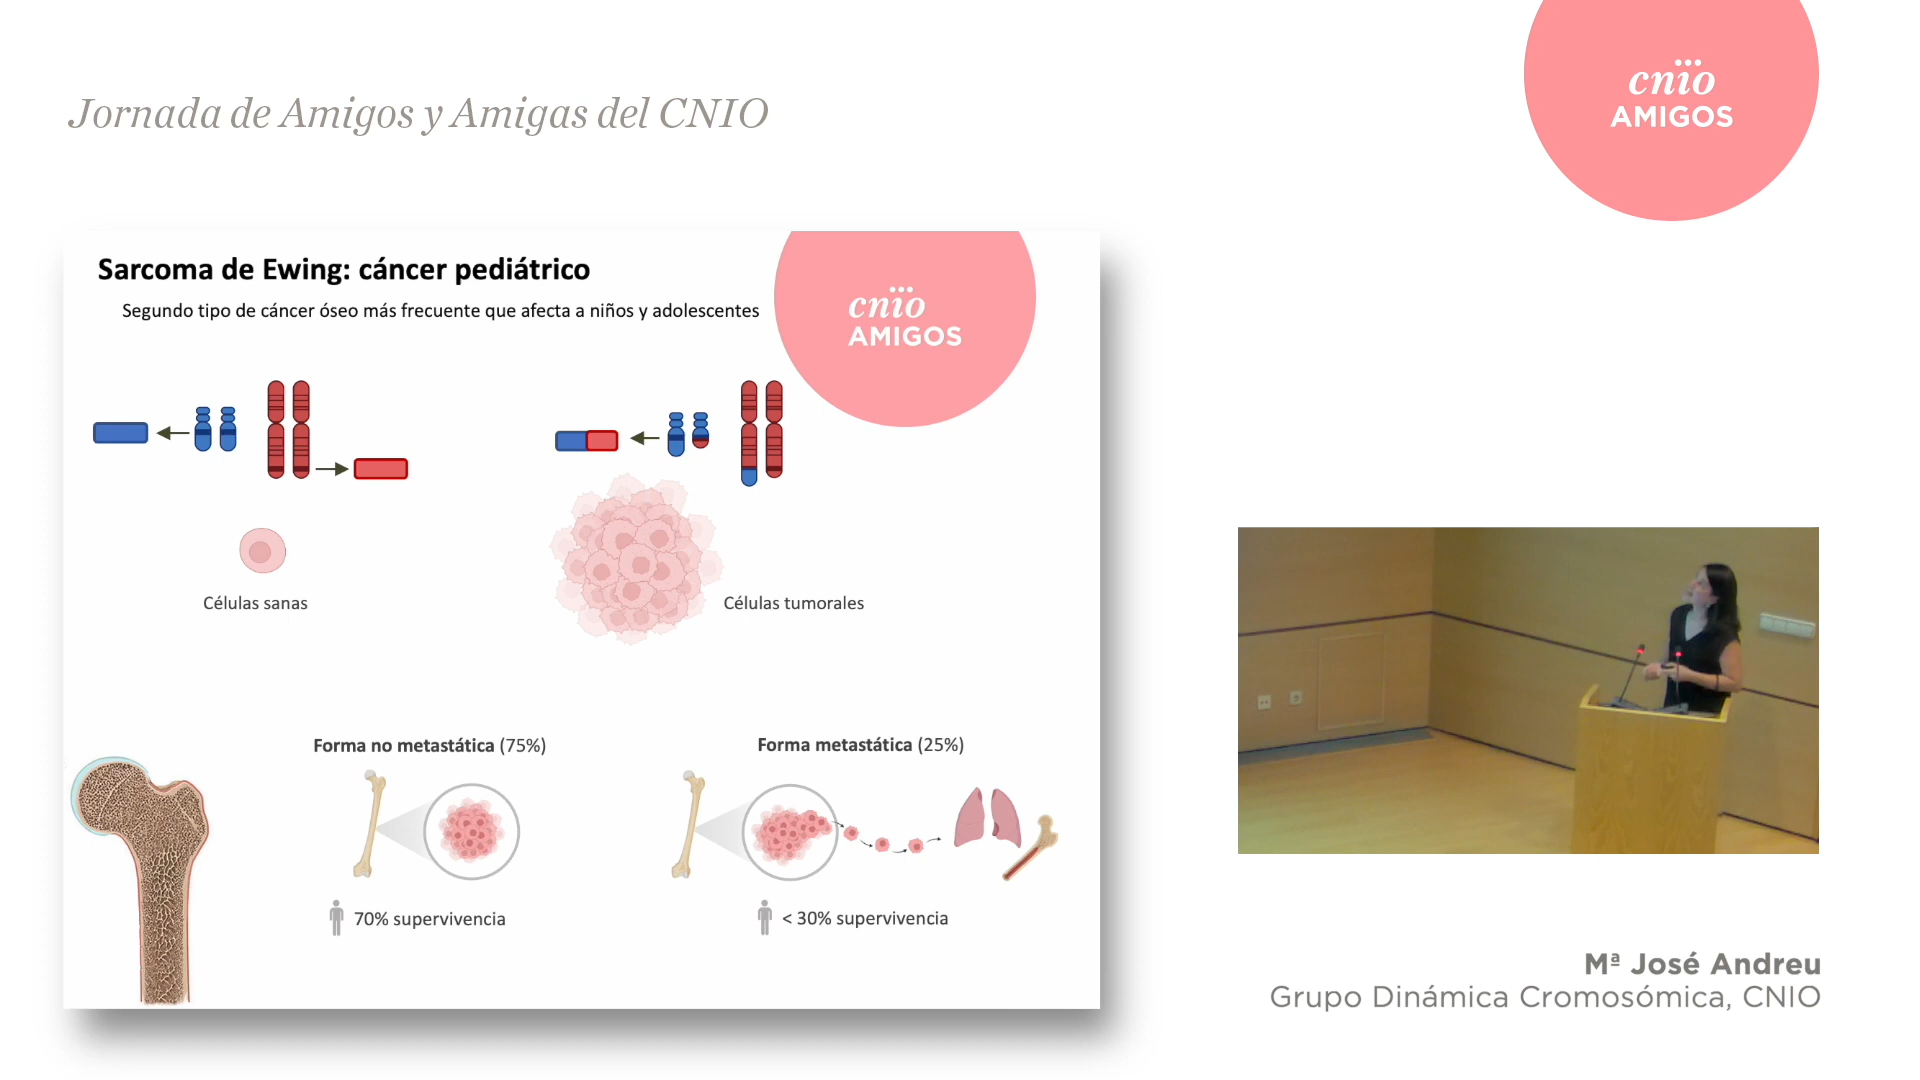 Jornada de Amigos y Amigas del CNIO
cnio
AMIGOS
Sarcoma de Ewing: cáncer pediátrico
Segundo tipo de cáncer óseo más frecuente que afecta a niños y adolescentes
cnio
AMIGOS
Células sanas
Células tumorales
Forma no metastática (75%)
Forma metastática (25%)
70% supervivencia
< 30% supervivencia
Mª José Andreu
Grupo Dinámica Cromosómica, CNIO